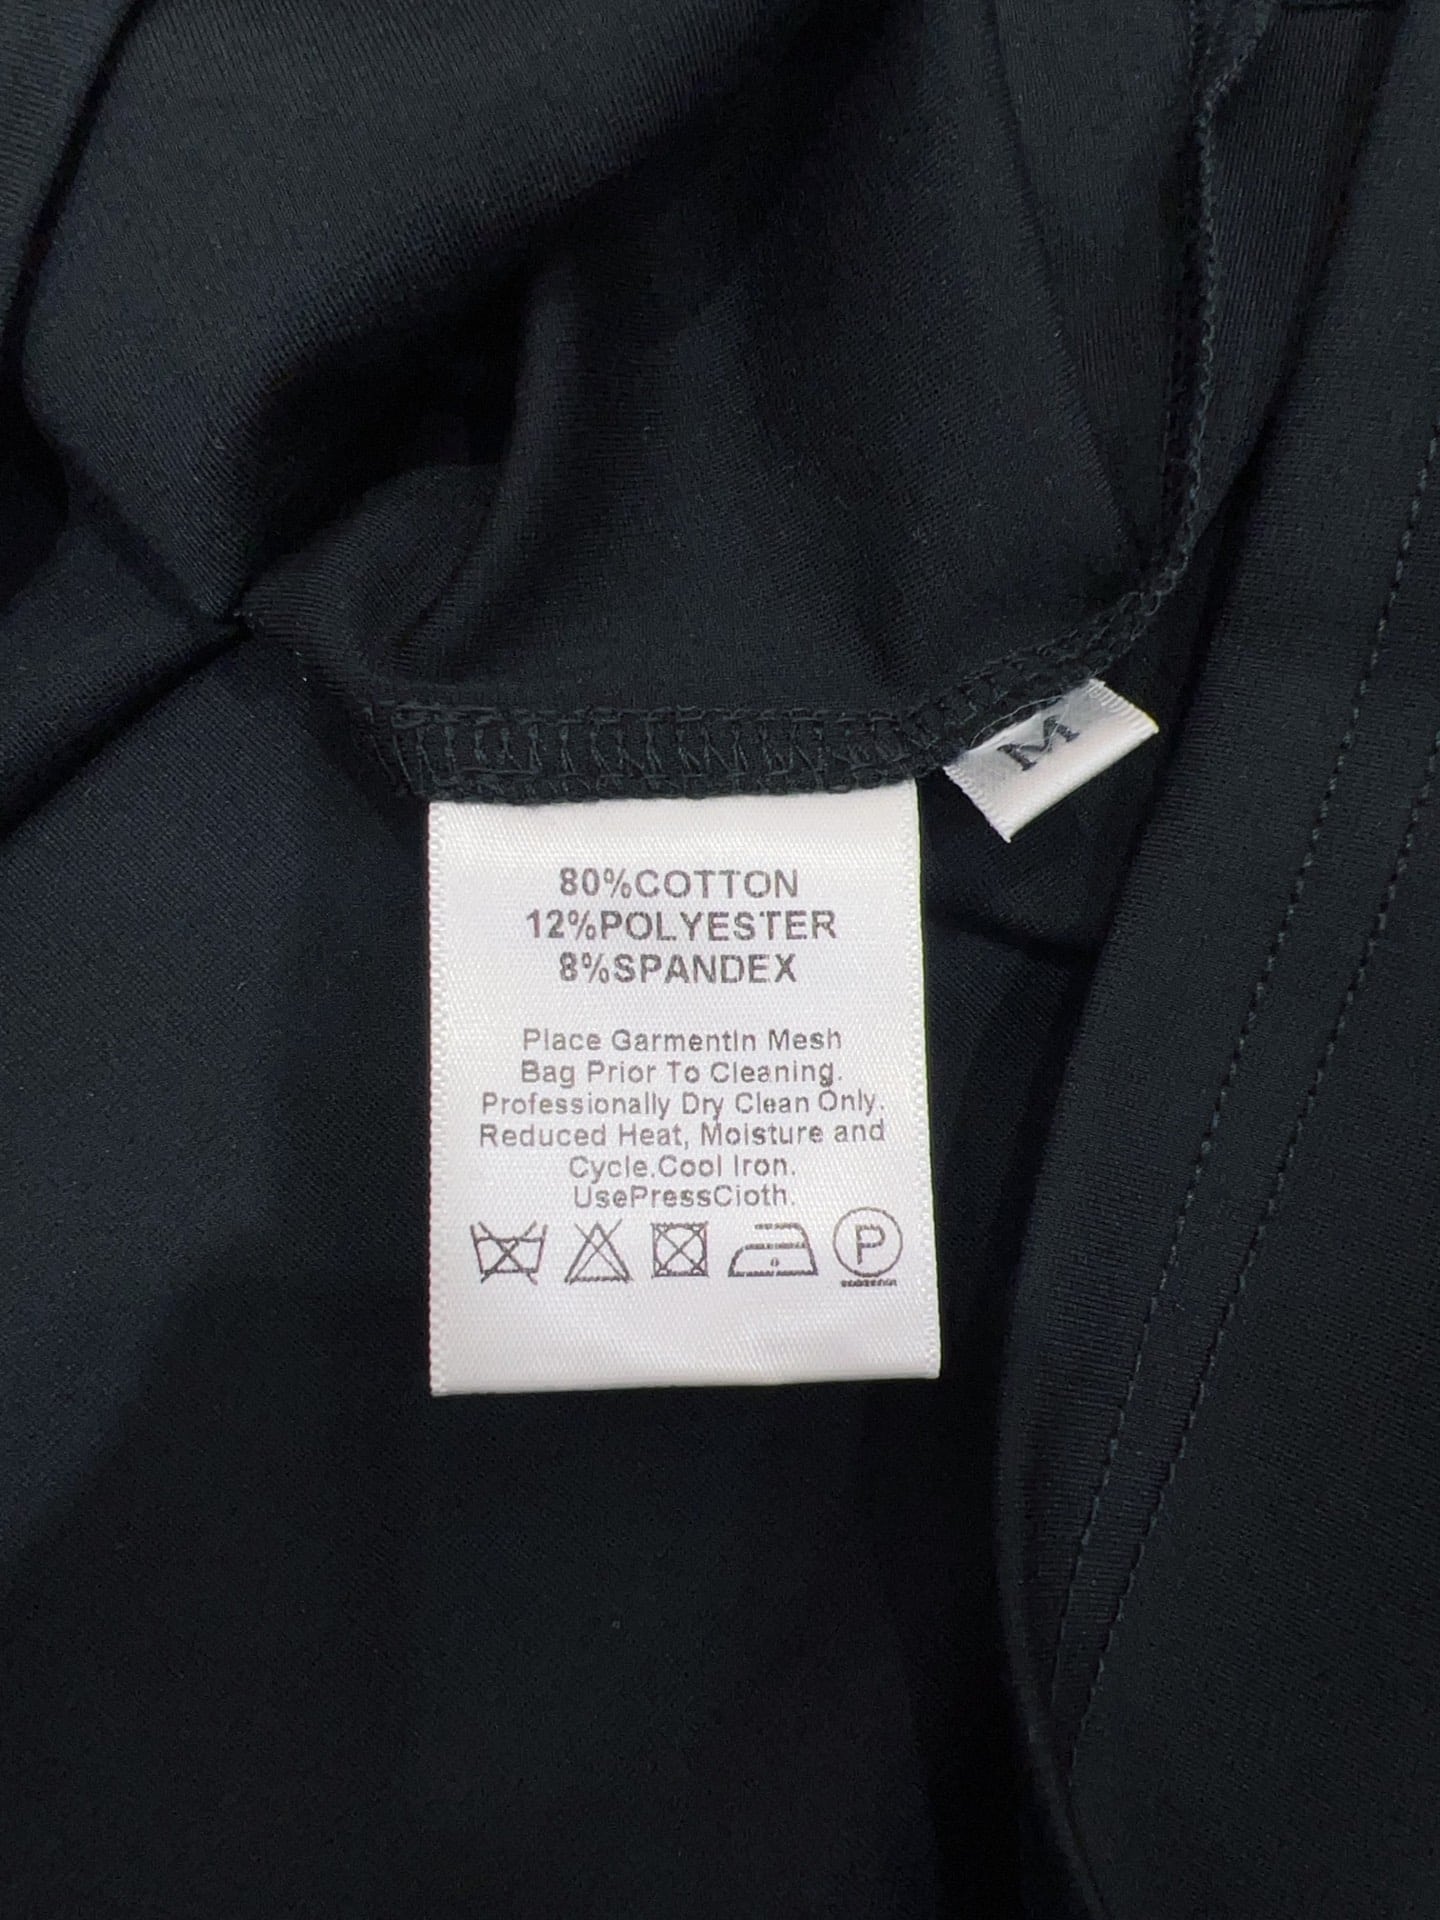 M
80%COTTON
12%POLYESTER
8%SPANDEX
Place GarmentIn Mesh
Bag Prior To Cleaning.
Professionally Dry Clean Only.
Reduced Heat, Moisture and
Cycle.Cool Iron.
UsePressCloth.
P